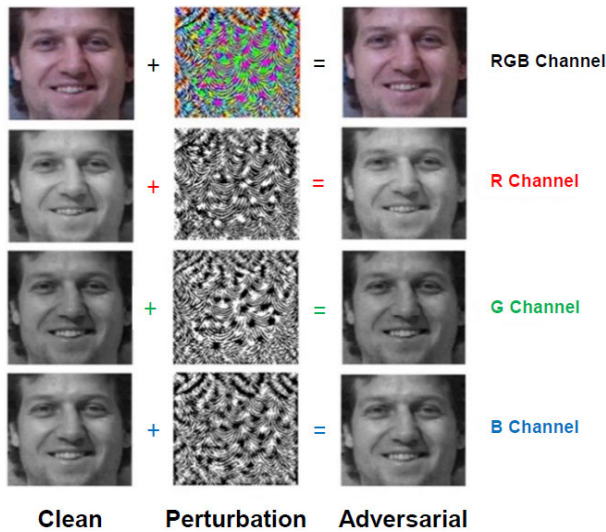 + = RGB Channel
+ = R Channel
+ = G Channel
+ = B Channel
Clean Perturbation Adversarial